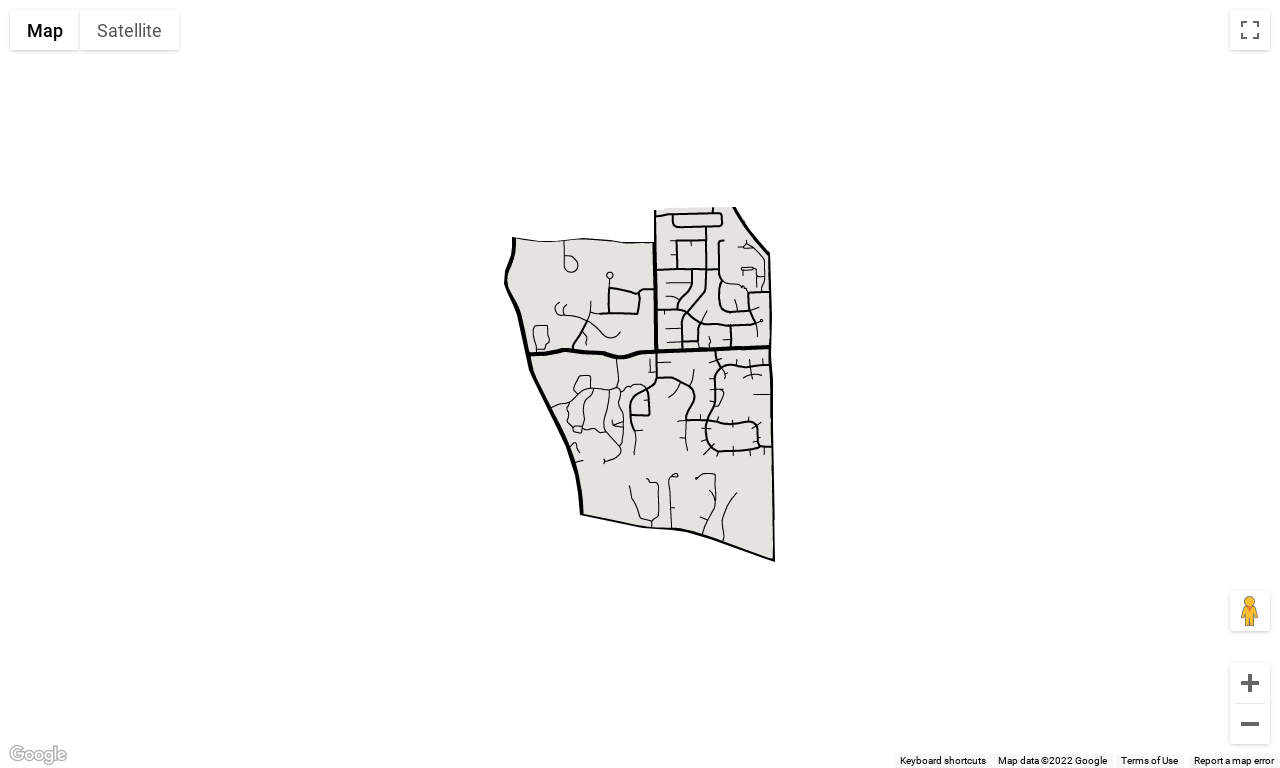 Map Satellite
Google
Keyboard shortcuts Map data ©2022 Google Terms of Use Report a map error